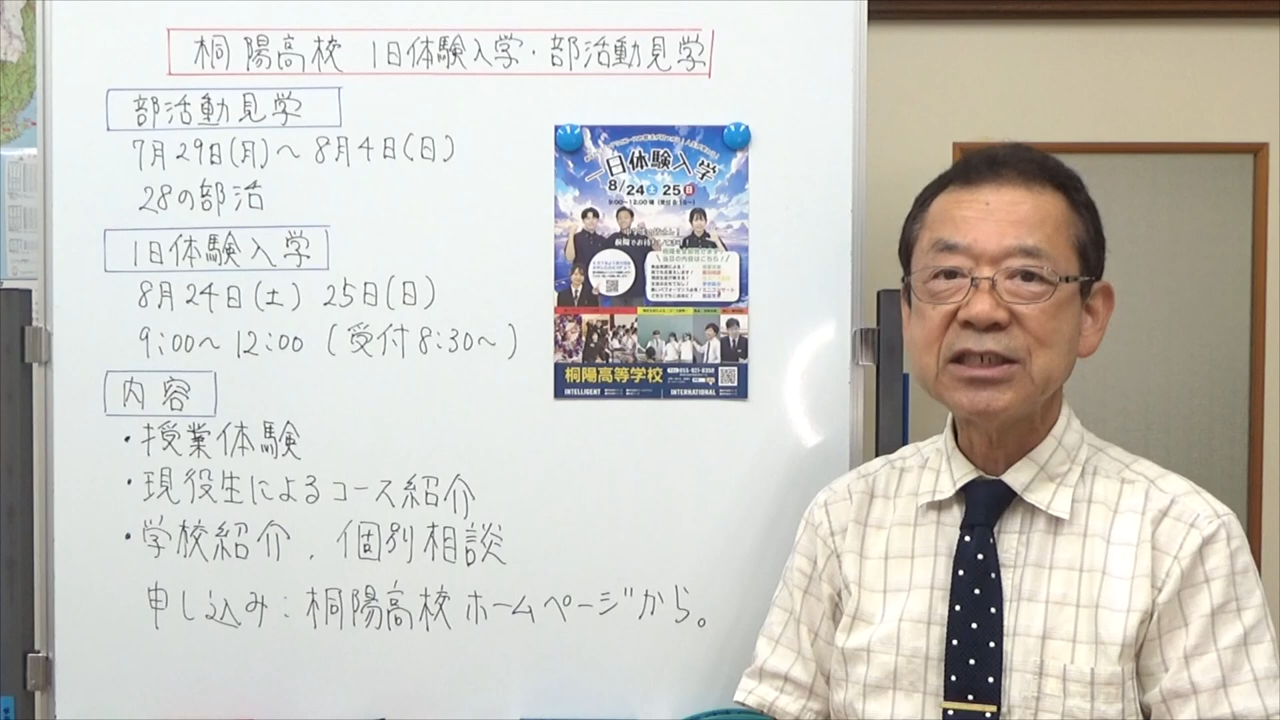 桐陽高校 1日体験入学・部活動見学
部活動見学
7月29日(月)～8月4日(日)
28の部活
1日体験入学
8月24日(土) 25日(日)
9:00～12:00 (受付8:30～)
内容
・授業体験
・現役生によるコース紹介
・学校紹介、個別相談
申し込み:桐陽高校ホームページから。
一日体験入学
8/24土 25日
桐陽高等学校
INTELLIGENT
INTERNATIONAL